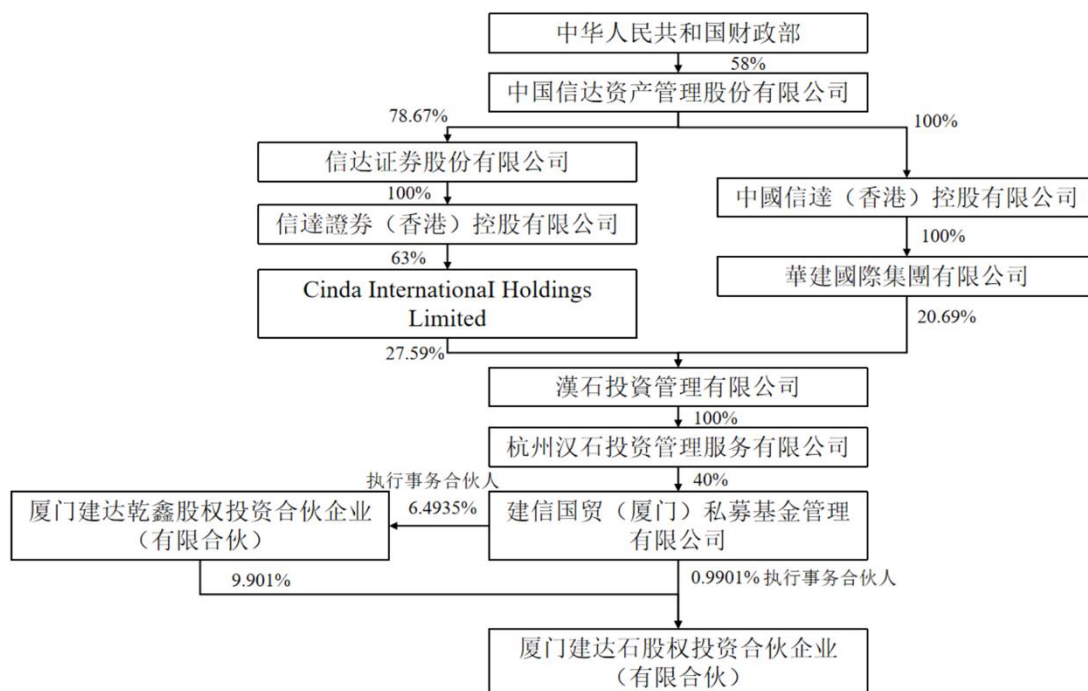 中华人民共和国财政部
58%
中国信达资产管理股份有限公司
78.67%
100%
信达证券股份有限公司
100%
中國信達（香港）控股有限公司
信達證券（香港）控股有限公司
100%
63%
華建國際集團有限公司
Cinda International Holdings
Limited
20.69%
27.59%
漢石投資管理有限公司
100%
杭州汉石投资管理服务有限公司
执行事务合伙人
40%
6.4935%
厦门建达乾鑫股权投资合伙企业
（有限合伙）
建信国贸（厦门）私募基金管理
有限公司
9.901%
0.9901% 执行事务合伙人
厦门建达石股权投资合伙企业
（有限合伙）